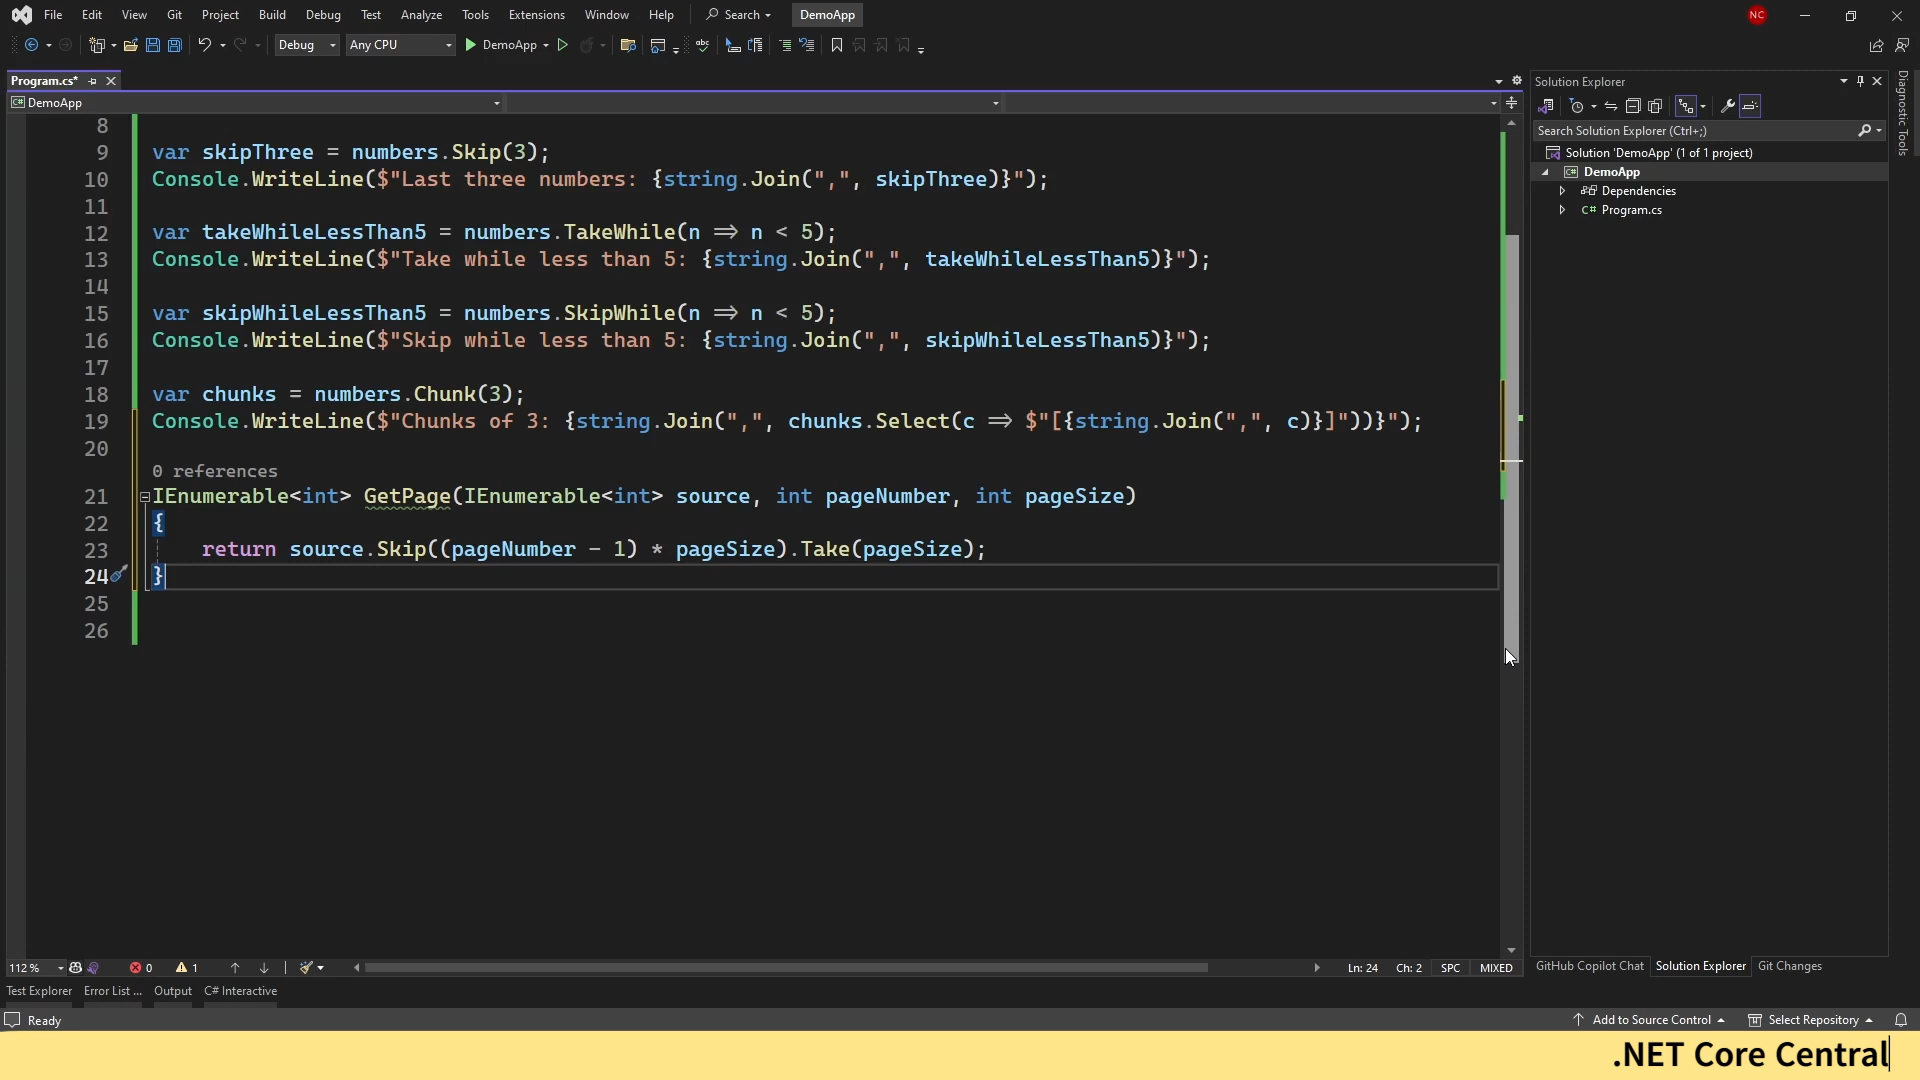 File Edit View Git Project Build Debug Test Analyze Tools Extensions Window Help Search DemoApp NC
Debug Any CPU DemoApp
Program.cs*
DemoApp
8
9 var skipThree = numbers.Skip(3);
10 Console.WriteLine($"Last three numbers: {string.Join(",", skipThree)}");
11
12 var takeWhileLessThan5 = numbers.TakeWhile(n => n < 5);
13 Console.WriteLine($"Take while less than 5: {string.Join(",", takeWhileLessThan5)}");
14
15 var skipWhileLessThan5 = numbers.SkipWhile(n => n < 5);
16 Console.WriteLine($"Skip while less than 5: {string.Join(",", skipWhileLessThan5)}");
17
18 var chunks = numbers.Chunk(3);
19 Console.WriteLine($"Chunks of 3: {string.Join(",", chunks.Select(c => $"[{string.Join(",", c)}]"))}");
20
0 references
21 IEnumerable<int> GetPage(IEnumerable<int> source, int pageNumber, int pageSize)
22 {
23 return source.Skip((pageNumber - 1) * pageSize).Take(pageSize);
24 }
25
26
112 % 0 1 Ln: 24 Ch: 2 SPC MIXED
Test Explorer Error List ... Output C# Interactive
Solution Explorer
Search Solution Explorer (Ctrl+;)
Solution 'DemoApp' (1 of 1 project)
C# DemoApp
Dependencies
C# Program.cs
GitHub Copilot Chat Solution Explorer Git Changes
Diagnostic Tools
Ready Add to Source Control Select Repository
.NET Core Central